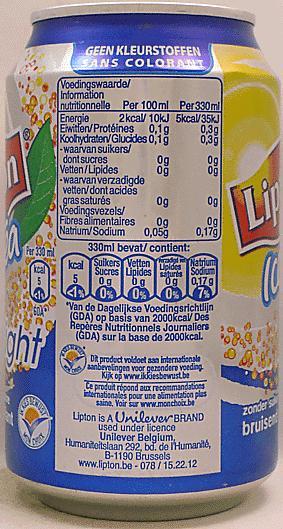 GEEN KLEURSTOFFEN
SANS COLORANT
Voedingswaarde/
Information
nutritionnelle Per 100ml Per 330ml
Energie 2kcal/10kJ 5kcal/35kJ
Eiwitten/Protéines 0,1g 0,3g
Koolhydraten/Glucides 0,1g 0,3g
-waarvan suikers/
dont sucres 0g 0g
Vetten/Lipides 0g 0g
-waarvan verzadigde
vetten/dont acides
gras saturés 0g 0g
Voedingsvezels/
Fibres alimentaires 0g 0g
Natrium/Sodium 0,05g 0,17g
330ml bevat/ contient:
kcal 5 <1%
Suikers Sucres 0g 0%
Vetten Lipides 0g 0%
Verzadigd vet Lipides saturés 0g 0%
Natrium Sodium 0,17g 7%
*Van de Dagelijkse Voedingsrichtlijn
(GDA) op basis van 2000kcal/ Des
Repères Nutritionnels Journaliers
(GDA) sur la base de 2000kcal.
Dit product voldoet aan internationale
aanbevelingen voor gezondere voeding.
Kijk op www.ikkiesbewust.be
Ce produit répond aux recommandations
internationales pour une alimentation plus
saine. Voir sur www.monchoix.be
Lipton is A Unilever BRAND
used under licence
Unilever Belgium,
Humaniteitslaan 292, bd. de l'Humanité,
B-1190 Brussels
www.lipton.be - 078 / 15.22.12
Per 330 ml
kcal
5
<1%
ght
Lip
zonder
bruisen